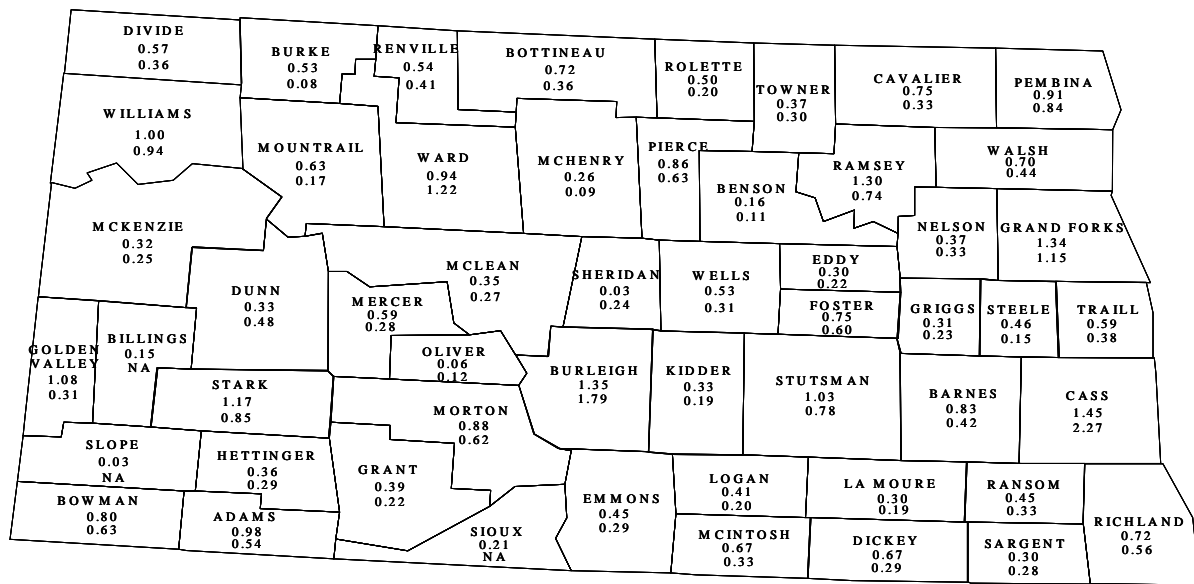 DIVIDE
0.57
0.36
BURKE
0.53
0.08
RENVILLE
0.54
0.41
BOTTINEAU
0.72
0.36
ROLETTE
0.50
0.20
TOWNER
0.37
0.30
CAVALIER
0.75
0.33
PEMBINA
0.91
0.84
WILLIAMS
1.00
0.94
MOUNTRAIL
0.63
0.17
WARD
0.94
1.22
MCHENRY
0.26
0.09
PIERCE
0.86
0.63
BENSON
0.16
0.11
RAMSEY
1.30
0.74
WALSH
0.70
0.44
MCKENZIE
0.32
0.25
NELSON
0.37
0.33
GRAND FORKS
1.34
1.15
DUNN
0.33
0.48
MCLEAN
0.35
0.27
MERCER
0.59
0.28
SHERIDAN
0.03
0.24
WELLS
0.53
0.31
EDDY
0.30
0.22
FOSTER
0.75
0.60
GRIGGS
0.31
0.23
STEELE
0.46
0.15
TRAILL
0.59
0.38
GOLDEN
VALLEY
1.08
0.31
BILLINGS
0.15
NA
STARK
1.17
0.85
OLIVER
0.06
0.12
MORTON
0.88
0.62
BURLEIGH
1.35
1.79
KIDDER
0.33
0.19
STUTSMAN
1.03
0.78
BARNES
0.83
0.42
CASS
1.45
2.27
SLOPE
0.03
NA
HETTINGER
0.36
0.29
GRANT
0.39
0.22
BOWMAN
0.80
0.63
ADAMS
0.98
0.54
SIOUX
0.21
NA
EMMONS
0.45
0.29
LOGAN
0.41
0.20
LA MOURE
0.30
0.19
RANSOM
0.45
0.33
MCINTOSH
0.67
0.33
DICKEY
0.67
0.29
SARGENT
0.30
0.28
RICHLAND
0.72
0.56